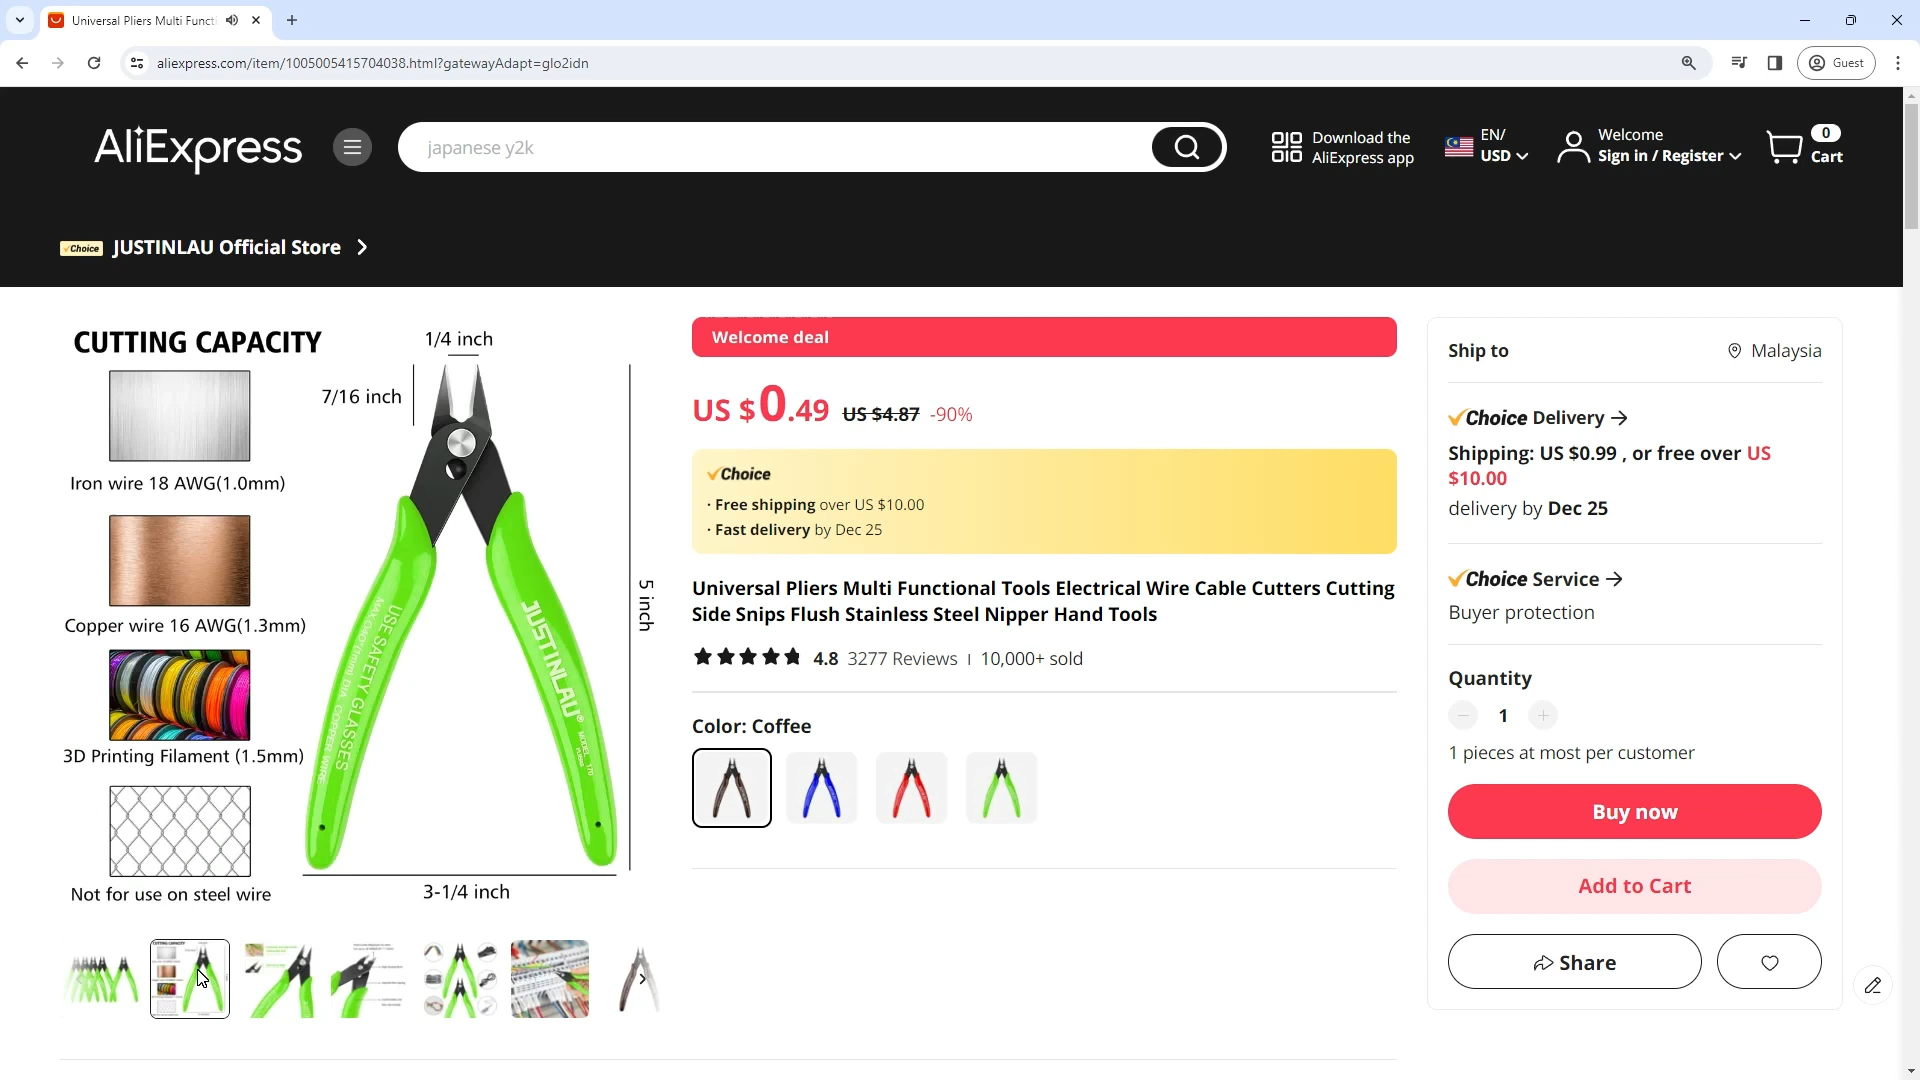 Universal Pliers Multi Functi
aliexpress.com/item/1005005415704038.html?gatewayAdapt=glo2idn
Guest
AliExpress
japanese y2k
Download the
AliExpress app
EN/
USD
Welcome
Sign in / Register
0
Cart
Choice
JUSTINLAU Official Store
CUTTING CAPACITY
1/4 inch
7/16 inch
Iron wire 18 AWG(1.0mm)
Copper wire 16 AWG(1.3mm)
3D Printing Filament (1.5mm)
Not for use on steel wire
5 inch
3-1/4 inch
USE SAFETY GLASSES
JUSTINLAU®
Welcome deal
US $0.49 US $4.87 -90%
Choice
· Free shipping over US $10.00
· Fast delivery by Dec 25
Universal Pliers Multi Functional Tools Electrical Wire Cable Cutters Cutting
Side Snips Flush Stainless Steel Nipper Hand Tools
4.8 3277 Reviews | 10,000+ sold
Color: Coffee
Ship to
Malaysia
Choice Delivery
Shipping: US $0.99 , or free over US
$10.00
delivery by Dec 25
Choice Service
Buyer protection
Quantity
1
1 pieces at most per customer
Buy now
Add to Cart
Share